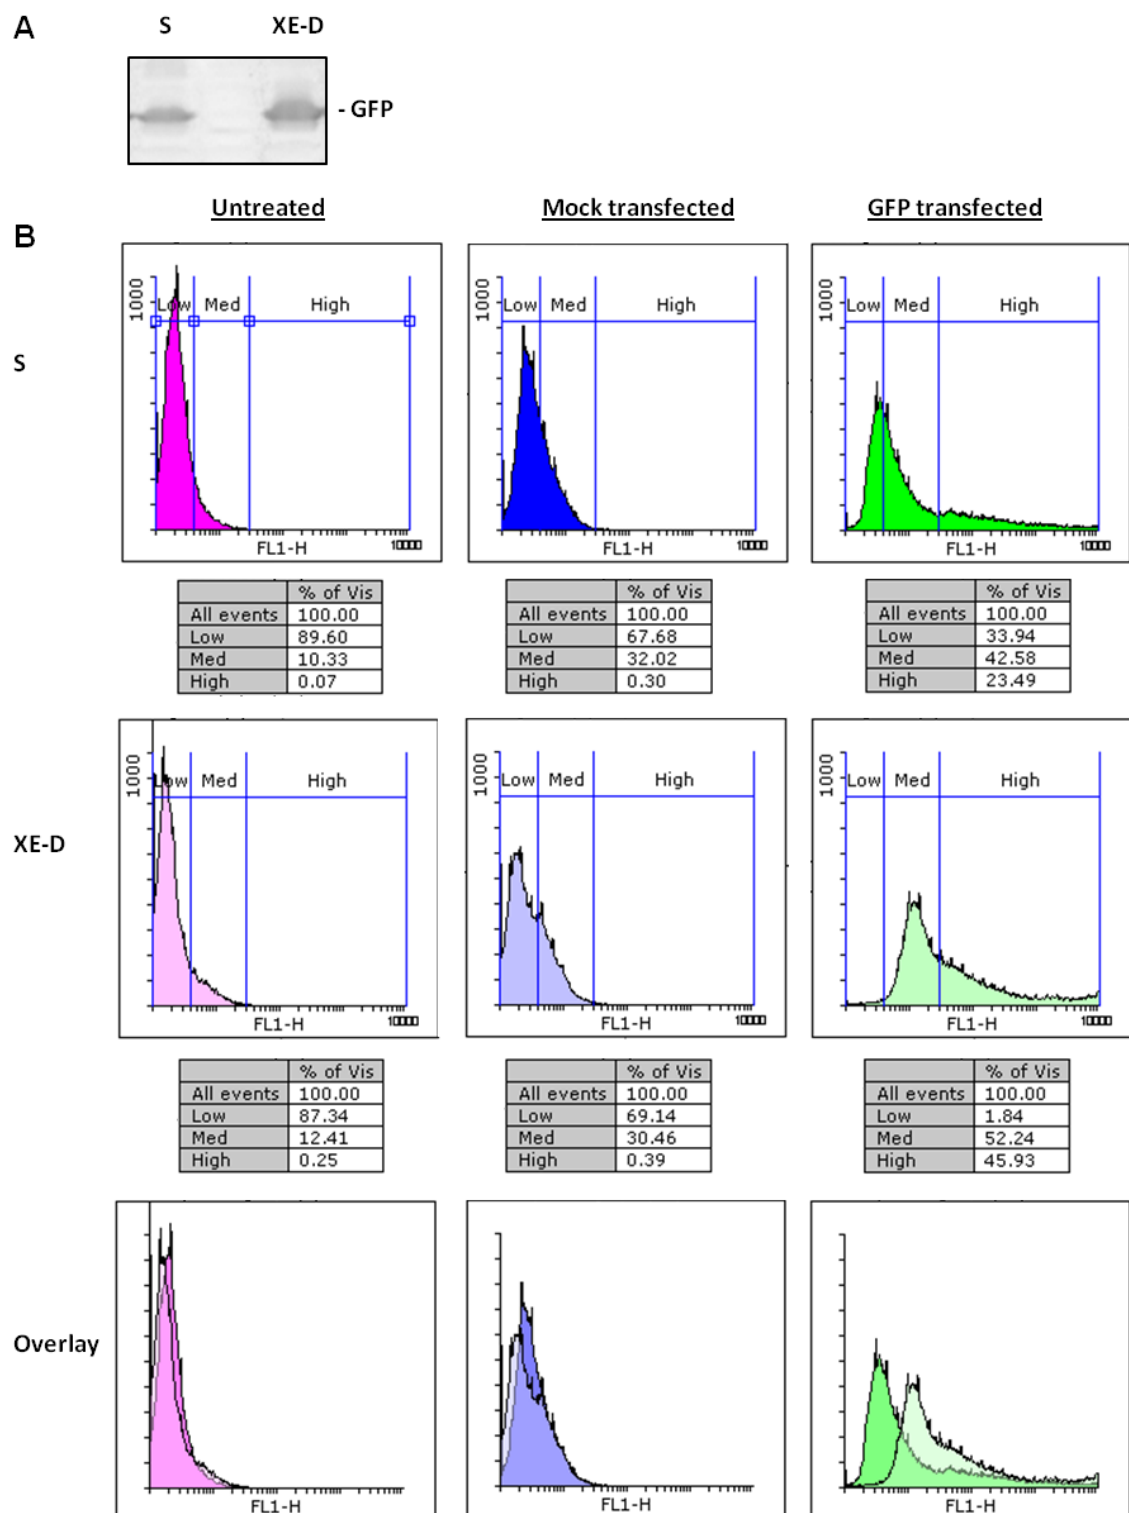 A
S XE-D
- GFP
Untreated Mock transfected GFP transfected
B
S
1000 Low Med High
FL1-H
1000 Low Med High
FL1-H
1000 Low Med High
FL1-H
% of Vis
All events 100.00
Low 89.60
Med 10.33
High 0.07
% of Vis
All events 100.00
Low 67.68
Med 32.02
High 0.30
% of Vis
All events 100.00
Low 33.94
Med 42.58
High 23.49
XE-D
1000 Low Med High
FL1-H
1000 Low Med High
FL1-H
1000 Low Med High
FL1-H
% of Vis
All events 100.00
Low 87.34
Med 12.41
High 0.25
% of Vis
All events 100.00
Low 69.14
Med 30.46
High 0.39
% of Vis
All events 100.00
Low 1.84
Med 52.24
High 45.93
Overlay
FL1-H
FL1-H
FL1-H